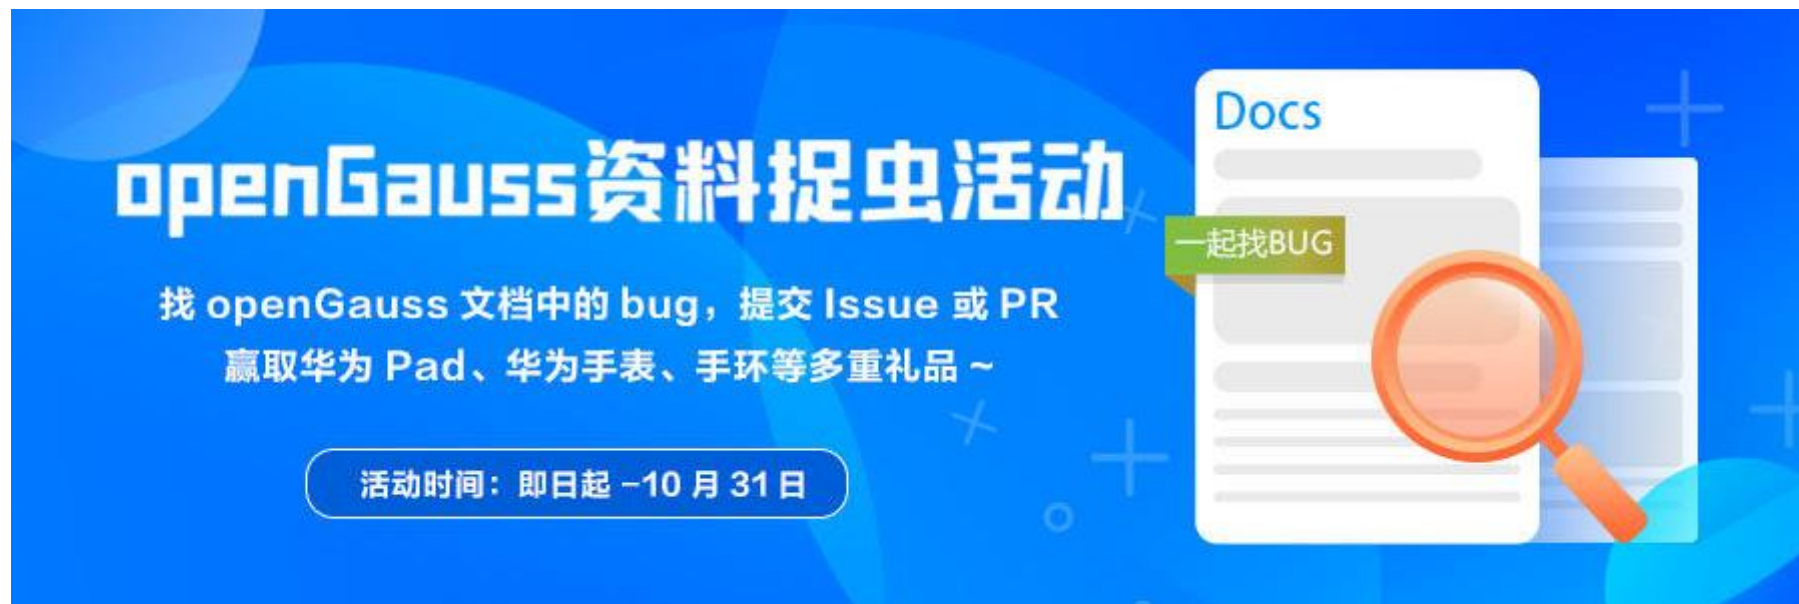 openGauss资料捉虫活动
找 openGauss 文档中的 bug，提交 Issue 或 PR
赢取华为 Pad、华为手表、手环等多重礼品 ~
活动时间：即日起 –10 月 31 日
Docs
一起找BUG